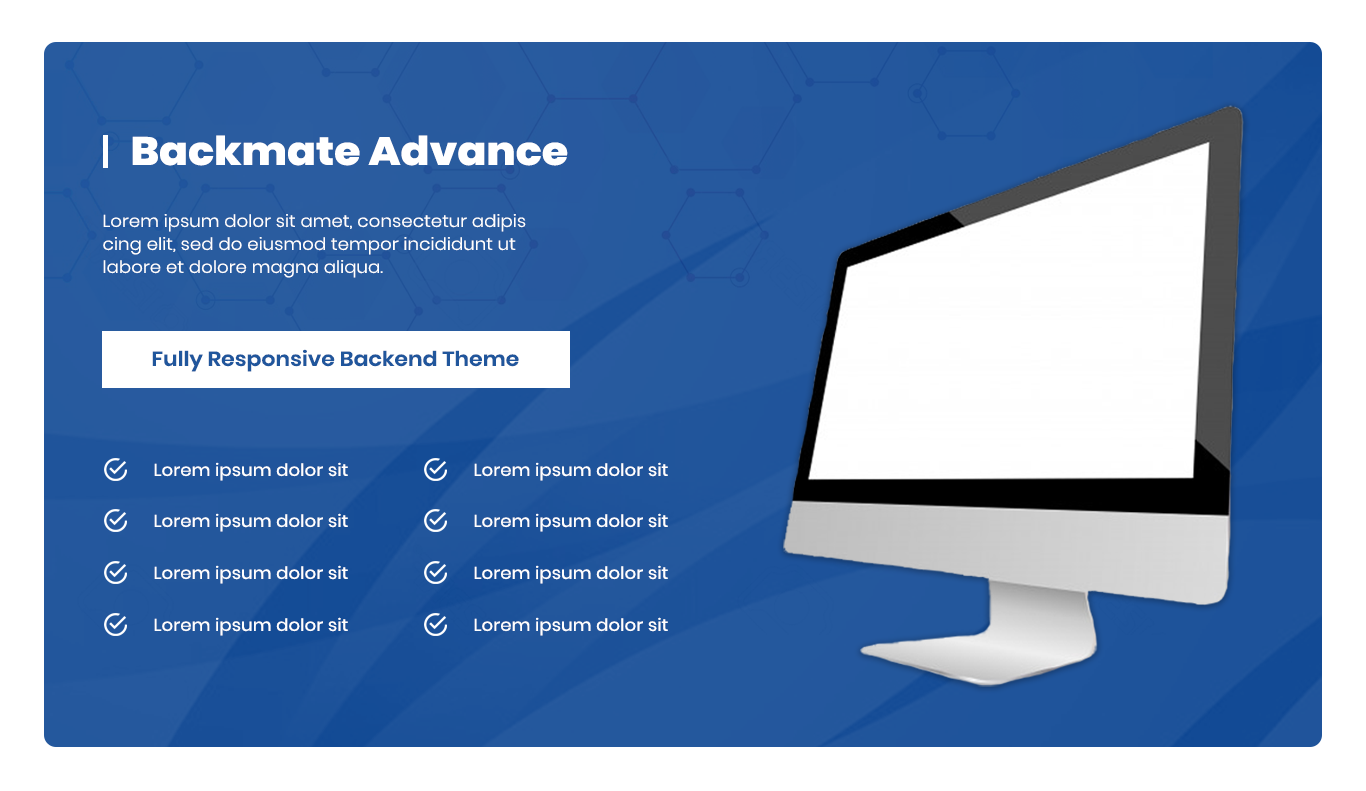 Backmate Advance
Lorem ipsum dolor sit amet, consectetur adipis
cing elit, sed do eiusmod tempor incididunt ut
labore et dolore magna aliqua.
Fully Responsive Backend Theme
Lorem ipsum dolor sit
Lorem ipsum dolor sit
Lorem ipsum dolor sit
Lorem ipsum dolor sit
Lorem ipsum dolor sit
Lorem ipsum dolor sit
Lorem ipsum dolor sit
Lorem ipsum dolor sit